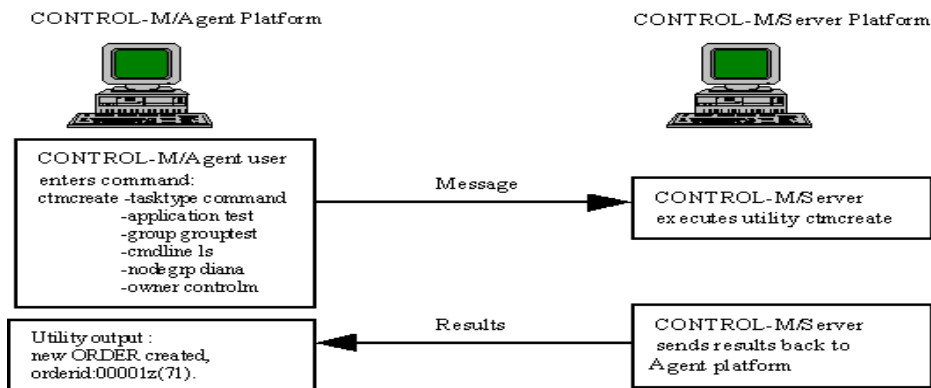 CONTROL-M/Agent Platform
CONTROL-M/Server Platform
CONTROL-M/Agent user
enters command:
ctmcreate -tasktype command
-application test
-group grouptest
-cmdline ls
-nodegrp diana
-owner controlm
Message
CONTROL-M/Server
executes utility ctmcreate
Results
CONTROL-M/Server
sends results back to
Agent platform
Utility output :
new ORDER created,
orderid:00001z(71).